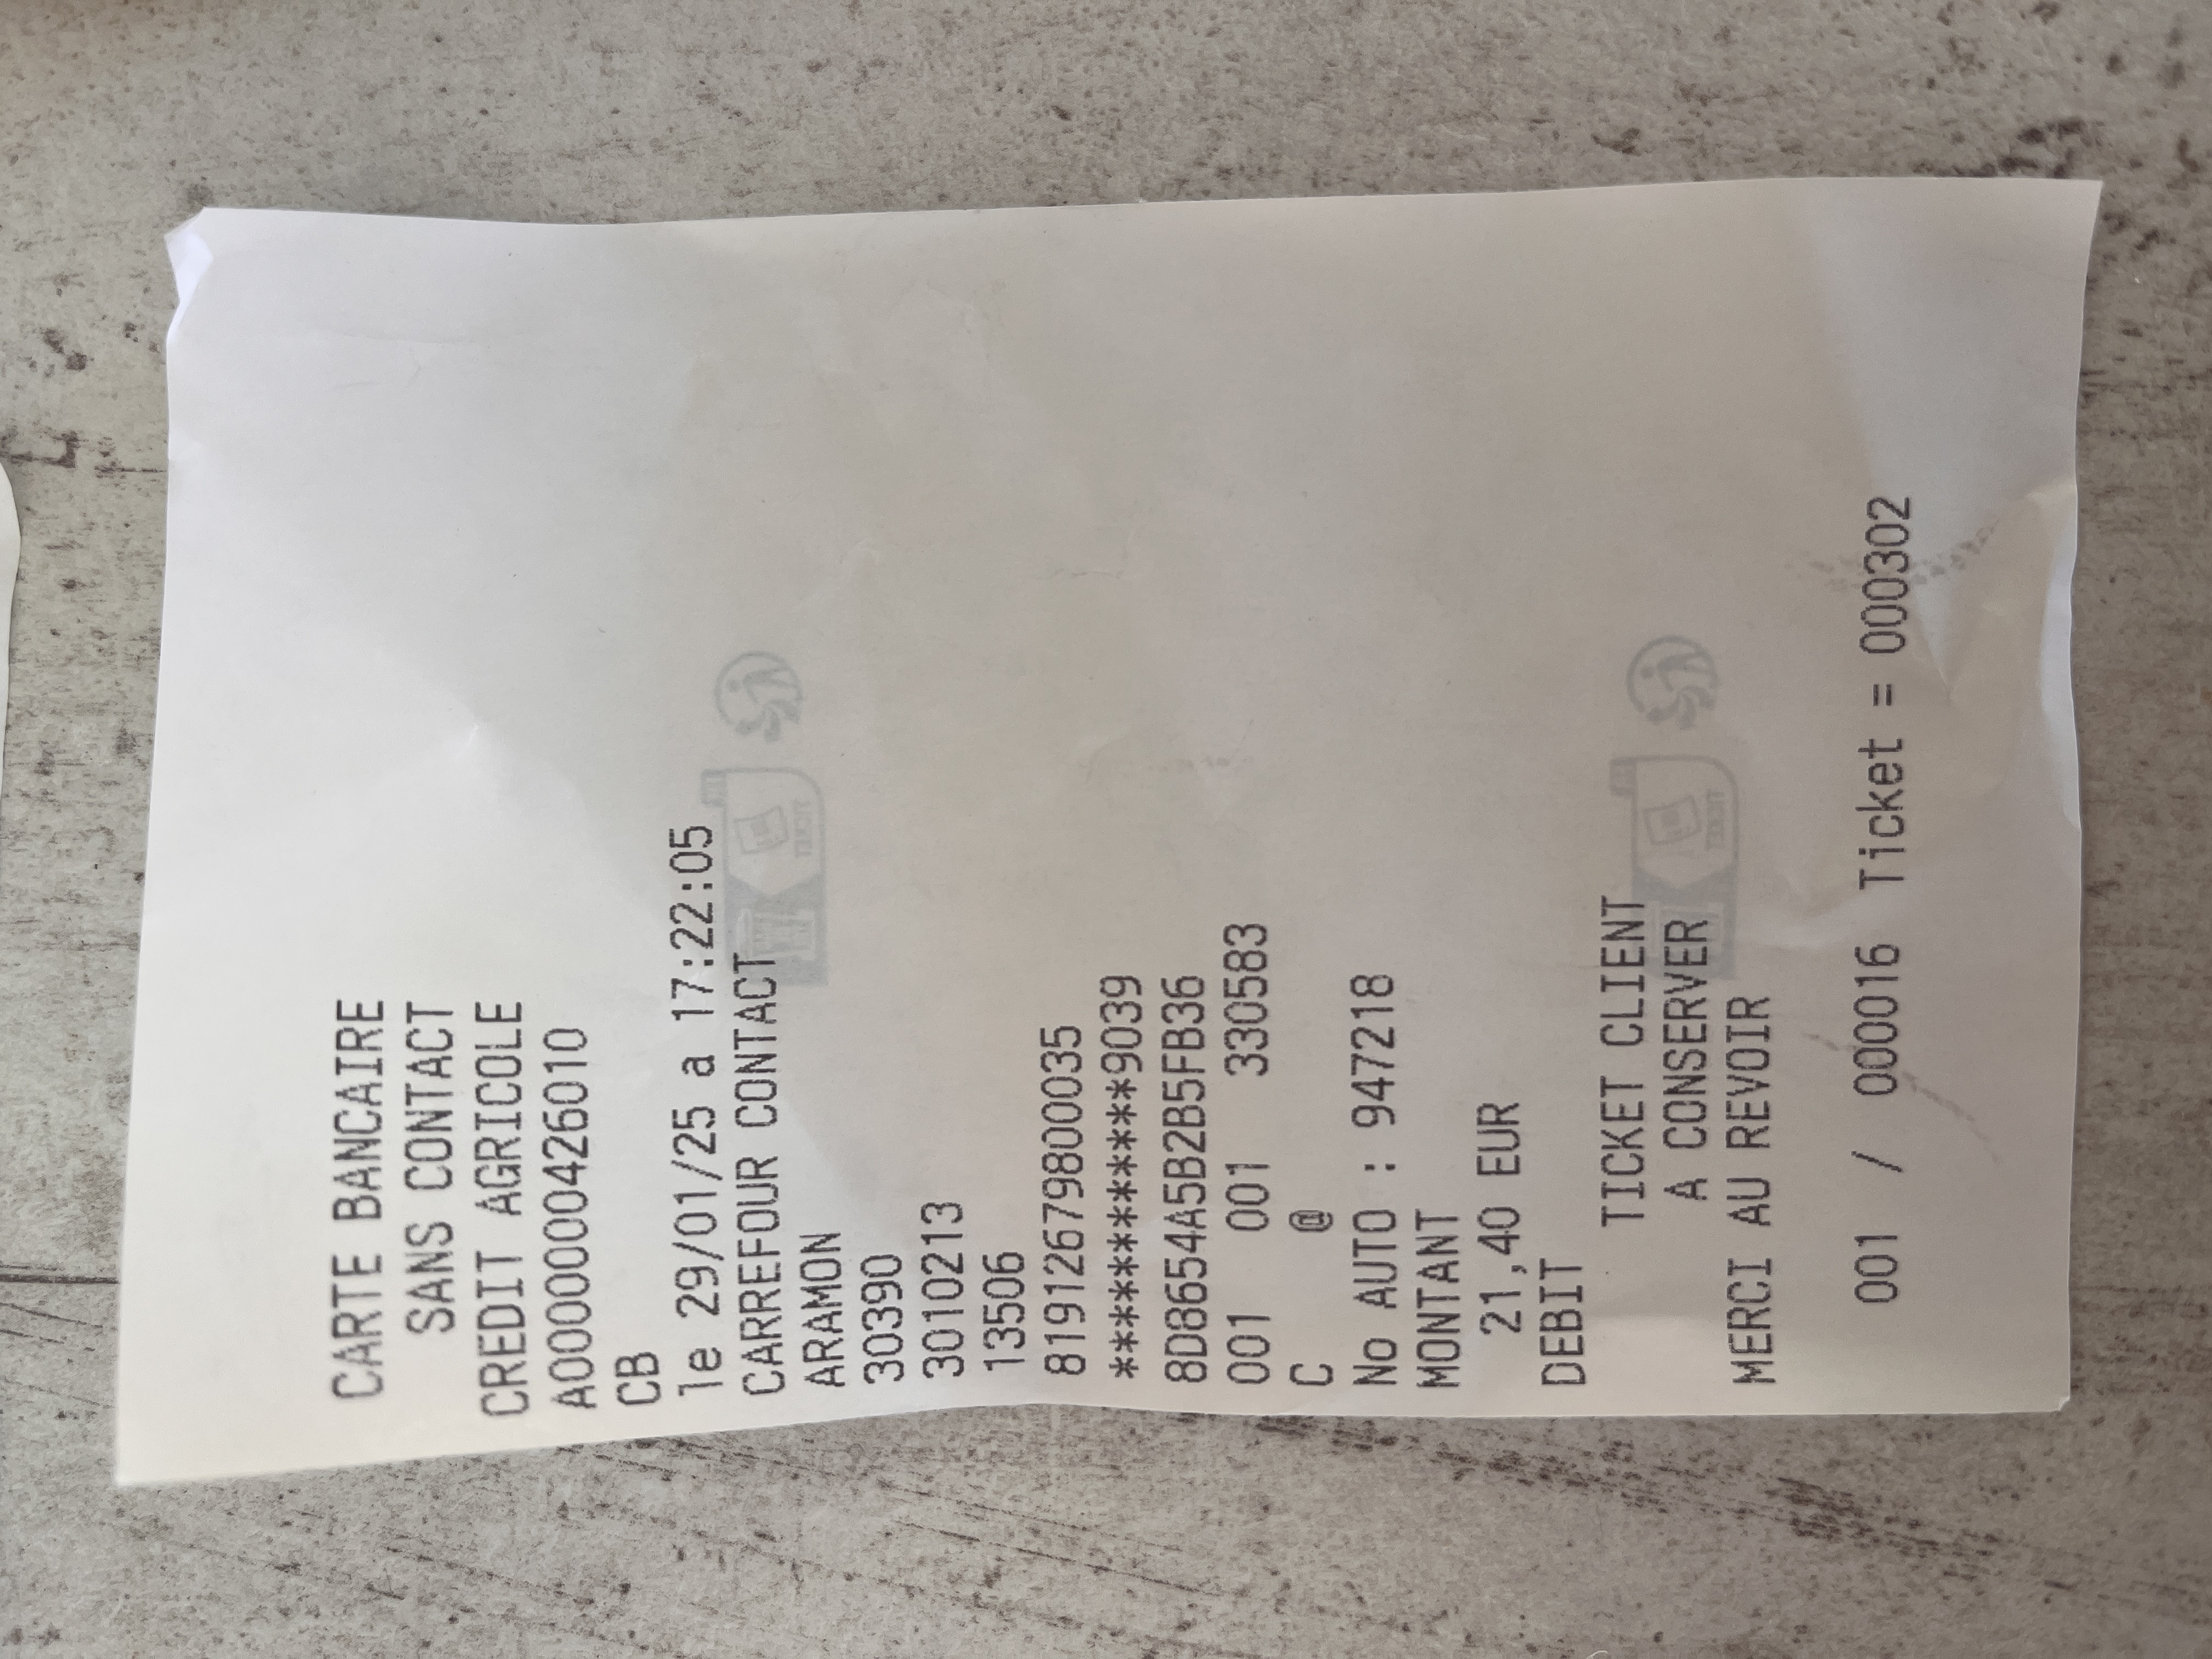 CARTE BANCAIRE
SANS CONTACT
CREDIT AGRICOLE
A0000000426010
CB
le 29/01/25 a 17:22:05
CARREFOUR CONTACT
ARAMON
30390
3010213
13506
81912679800035
************9039
8D8654A5B2B5FB36
001 001 330583
C @
No AUTO : 947218
MONTANT
21,40 EUR
DEBIT
TICKET CLIENT
A CONSERVER
MERCI AU REVOIR
001 / 000016 Ticket = 000302